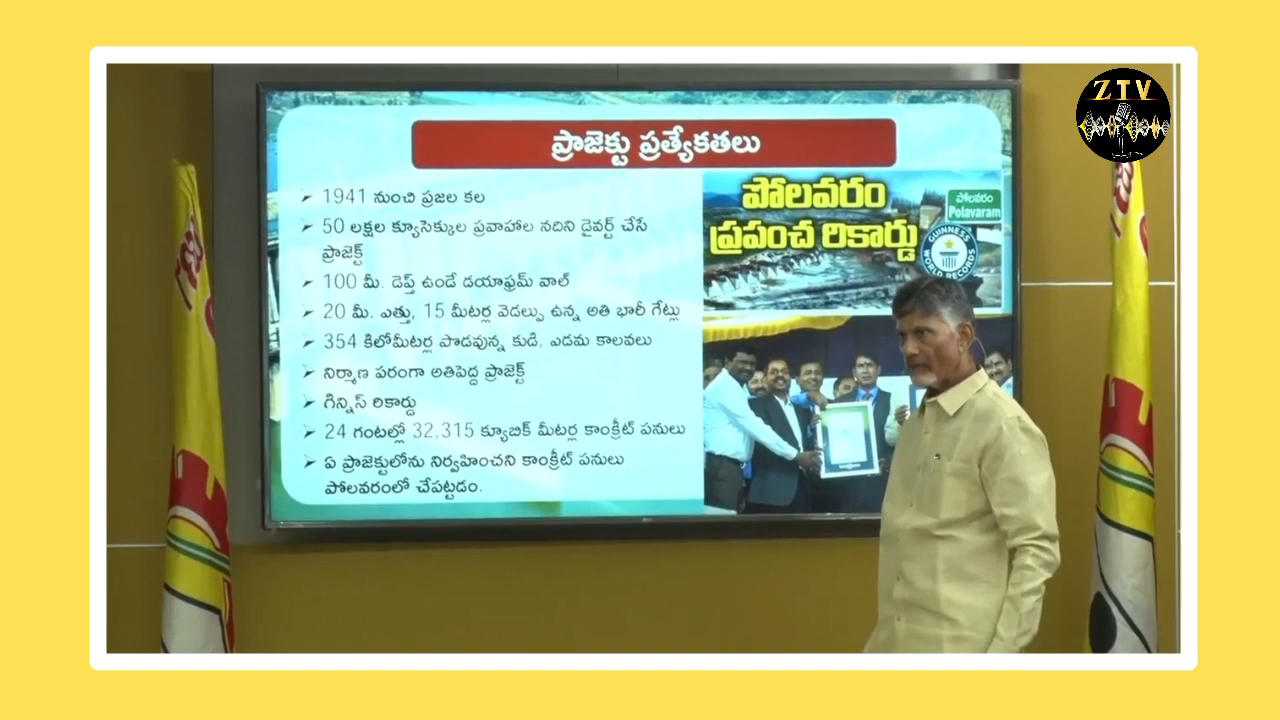 ZTV
ప్రాజెక్టు ప్రత్యేకతలు
1941 నుంచి ప్రజల కల
50 లక్షల క్యూసెక్కుల ప్రవాహాల నదిని డైవర్ట్ చేసే
ప్రాజెక్ట్
100 మీ. డెప్త్ ఉండే దయాఫ్రమ్ వాల్
20 మీ. ఎత్తు, 15 మీటర్ల వెడల్పు ఉన్న అతి భారీ గేట్లు
354 కిలోమీటర్ల పొడవున్న కుడి, ఎడమ కాలవలు
నిర్మాణ పరంగా అతిపెద్ద ప్రాజెక్ట్
గిన్నిస్ రికార్డు
24 గంటల్లో 32,315 క్యూబిక్ మీటర్ల కాంక్రీట్ పనులు
ఏ ప్రాజెక్టులోను నిర్వహించని కాంక్రీట్ పనులు
పోలవరంలో చేపట్టడం.
పోలవరం
ప్రపంచ రికార్డు
పోలవరం
Polavaram
GUINNESS
WORLD RECORDS